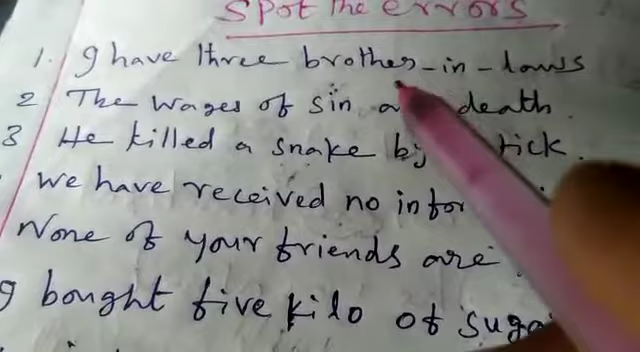 Spot the errors
1. I have three brother-in-laws
2 The wages of sin death.
3 He killed a snake by tick.
We have received no infor
None of your friends are
I bought five kilo of suga